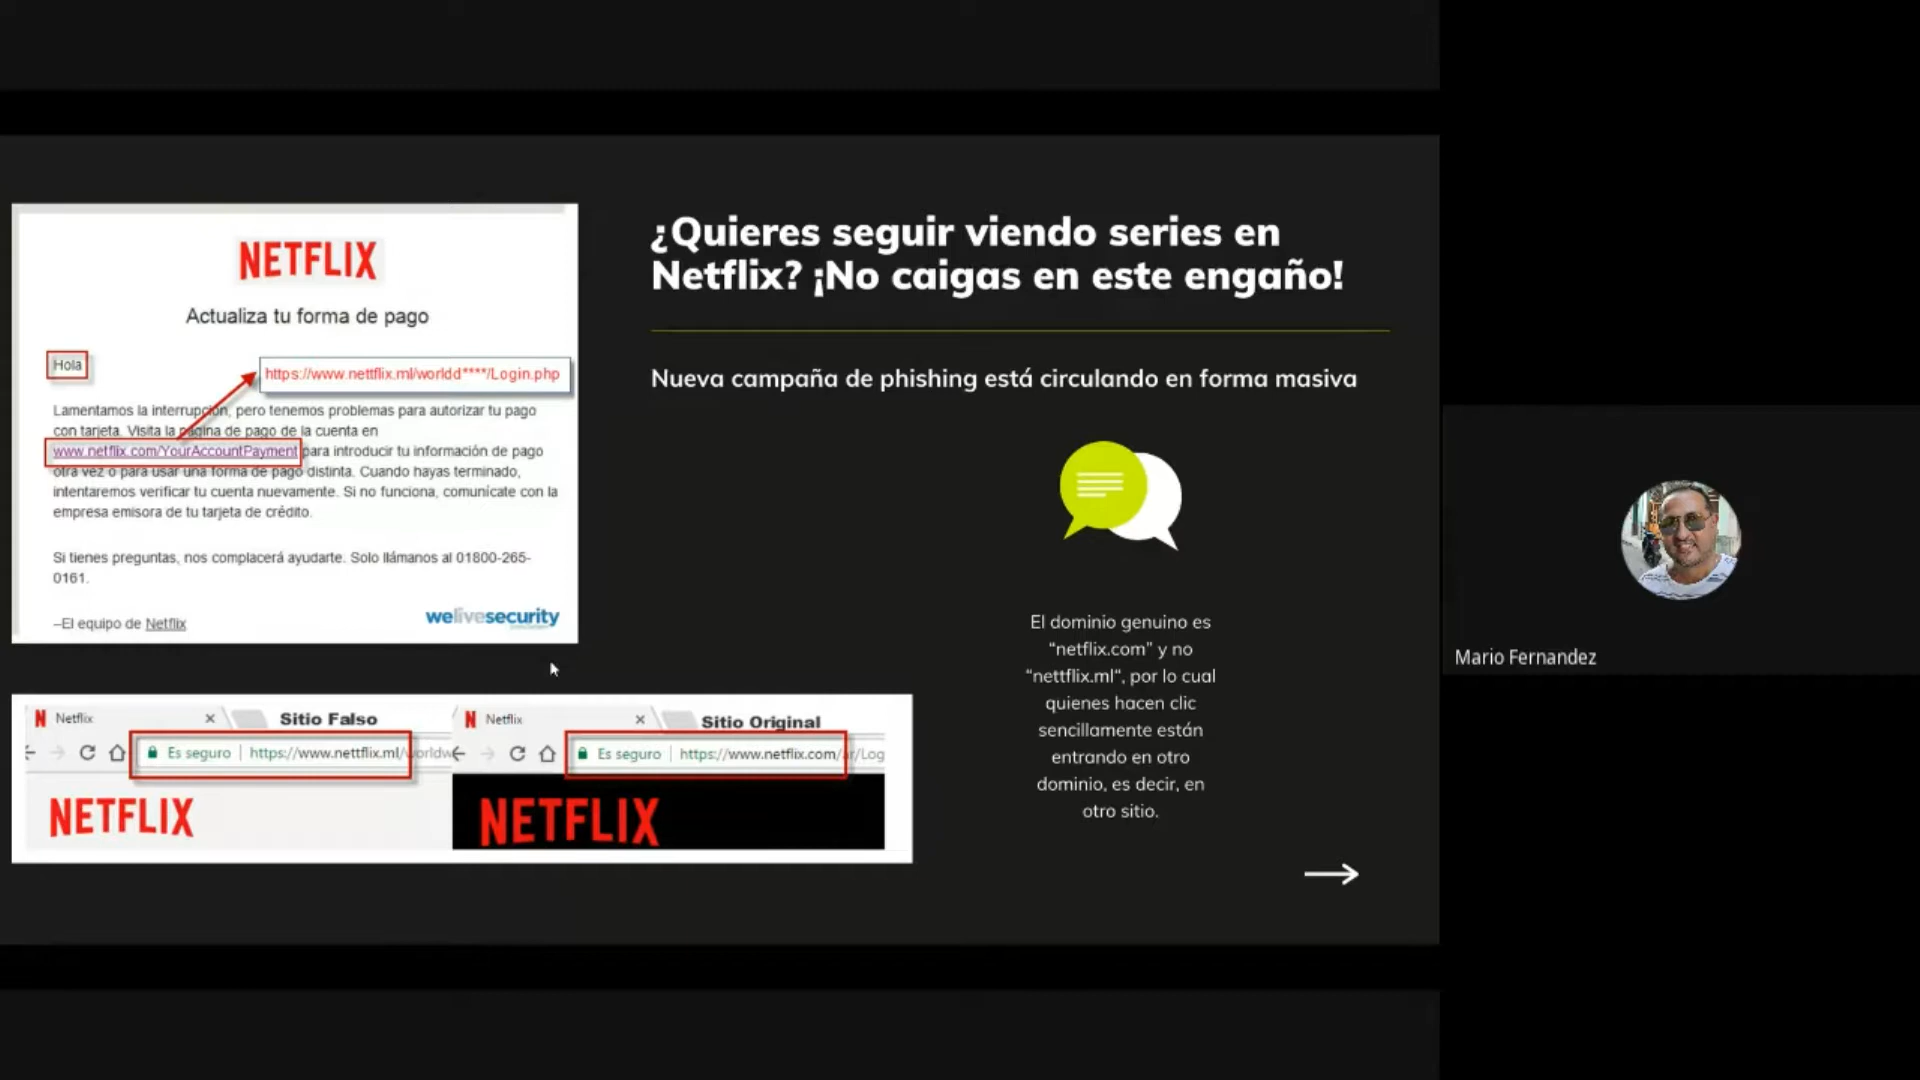 NETFLIX
Actualiza tu forma de pago
Hola
https://www.nettflix.ml/worldd****/Login.php
Lamentamos la interrupción, pero tenemos problemas para autorizar tu pago
con tarjeta. Visita la página de pago de la cuenta en
www.netflix.com/YourAccountPayment para introducir tu información de pago
otra vez o para usar una forma de pago distinta. Cuando hayas terminado,
intentaremos verificar tu cuenta nuevamente. Si no funciona, comunícate con la
empresa emisora de tu tarjeta de crédito.
Si tienes preguntas, nos complacerá ayudarte. Solo llámanos al 01800-265-
0161.
–El equipo de Netflix
welivesecurity
¿Quieres seguir viendo series en
Netflix? ¡No caigas en este engaño!
Nueva campaña de phishing está circulando en forma masiva
El dominio genuino es
“netflix.com” y no
“nettflix.ml”, por lo cual
quienes hacen clic
sencillamente están
entrando en otro
dominio, es decir, en
otro sitio.
Netflix
Sitio Falso
Es seguro | https://www.nettflix.ml/worldw
NETFLIX
Netflix
Sitio Original
Es seguro | https://www.netflix.com/ar/Log
NETFLIX
Mario Fernandez